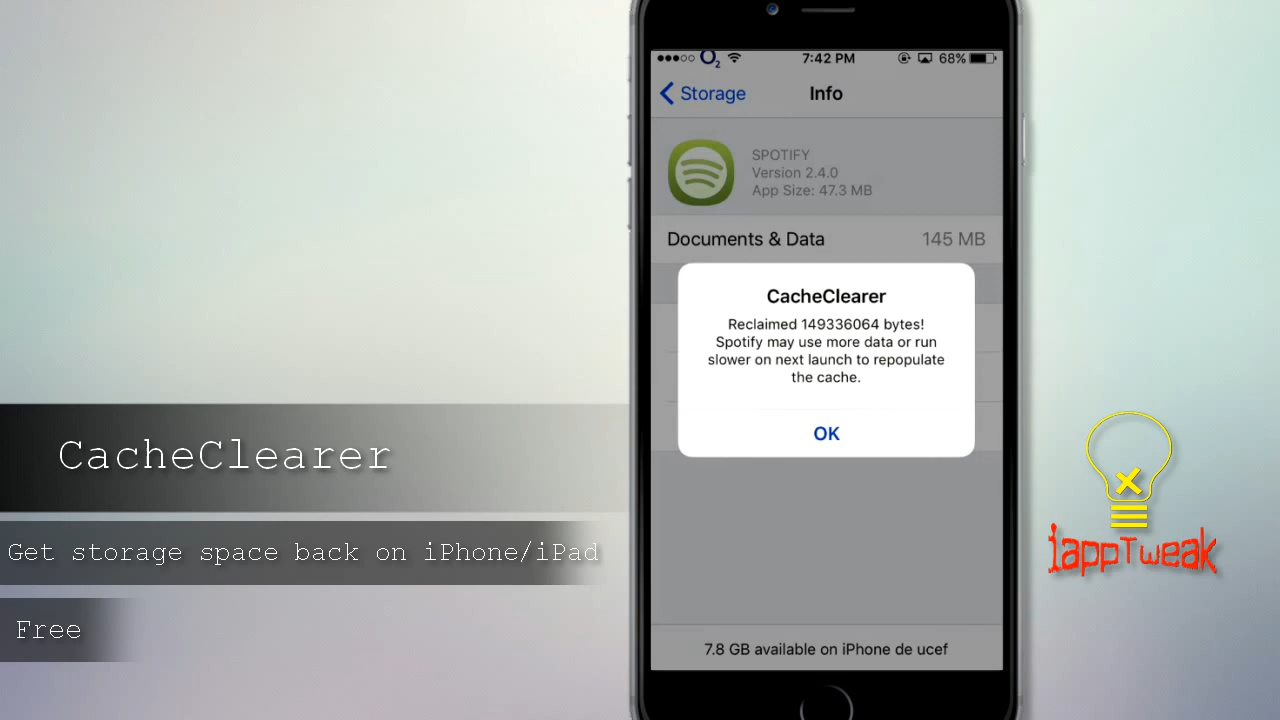 O2
7:42 PM
68%
Storage
Info
SPOTIFY
Version 2.4.0
App Size: 47.3 MB
Documents & Data
145 MB
CacheClearer
Reclaimed 149336064 bytes!
Spotify may use more data or run
slower on next launch to repopulate
the cache.
OK
7.8 GB available on iPhone de ucef
CacheClearer
Get storage space back on iPhone/iPad
Free
iappTweak